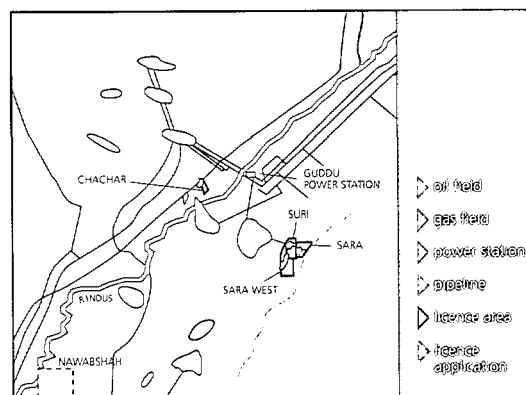 GUDDU
POWER STATION
CHACHAR
SURI
SARA
SARA WEST
R INDUS
NAWABSHAH
oil field
gas field
power station
pipeline
licence area
licence
application